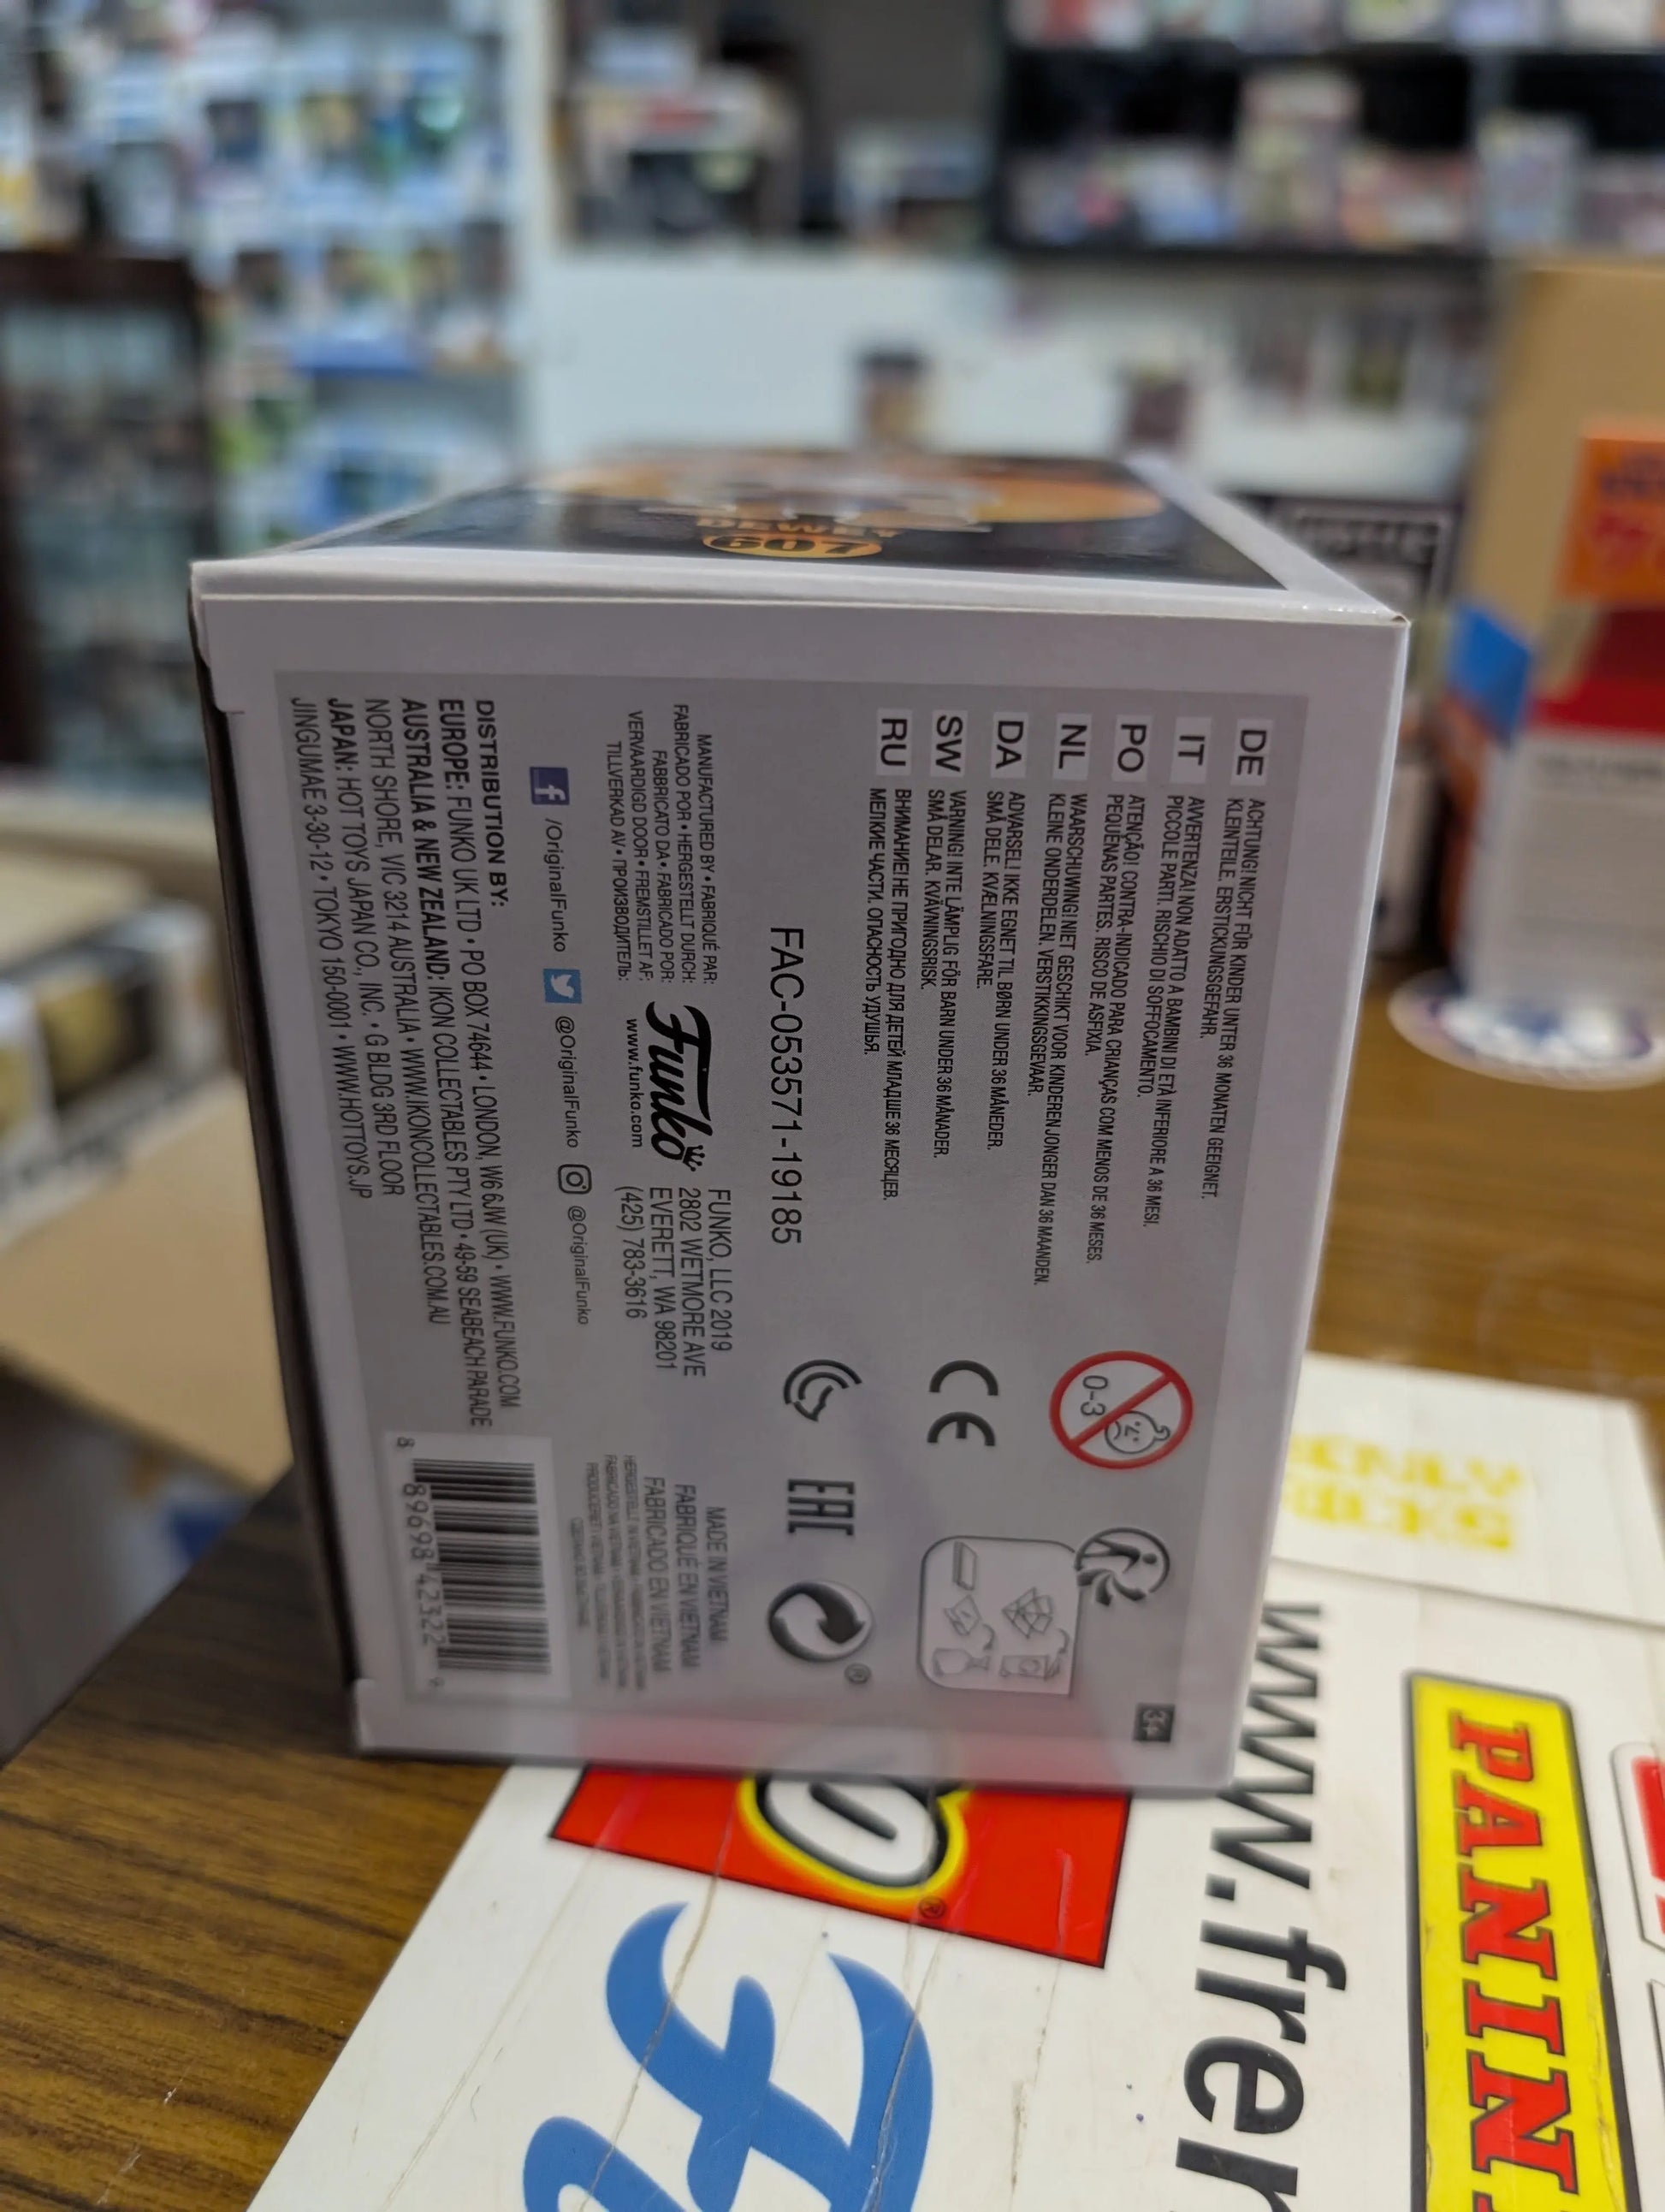 DEWEY
607
DE ACHTUNG! NICHT FÜR KINDER UNTER 36 MONATEN GEEIGNET.
KLEINTEILE. ERSTICKUNGSGEFAHR.
IT AVVERTENZA! NON ADATTO A BAMBINI DI ETÀ INFERIORE A 36 MESI.
PICCOLE PARTI. RISCHIO DI SOFFOCAMENTO.
PO ATENÇÃO! CONTRA-INDICADO PARA CRIANÇAS COM MENOS DE 36 MESES.
PEQUENAS PARTES. RISCO DE ASFIXIA.
NL WAARSCHUWING! NIET GESCHIKT VOOR KINDEREN JONGER DAN 36 MAANDEN.
KLEINE ONDERDELEN. VERSTIKKINGSGEVAAR.
DA ADVARSEL! IKKE EGNET TIL BØRN UNDER 36 MÅNEDER.
SMÅ DELE. KVÆLNINGSFARE.
SW VARNING! INTE LÄMPLIG FÖR BARN UNDER 36 MÅNADER.
SMÅ DELAR. KVÄVNINGSRISK.
RU ВНИМАНИЕ! НЕ ПРИГОДНО ДЛЯ ДЕТЕЙ МЛАДШЕ 36 МЕСЯЦЕВ.
МЕЛКИЕ ЧАСТИ. ОПАСНОСТЬ УДУШЬЯ.
0-3
3+
CE
EAC
®
FAC-053571-19185
MANUFACTURED BY • FABRIQUÉ PAR:
FABRICADO POR • HERGESTELLT DURCH:
FABBRICATO DA • FABRICADO POR:
VERVAARDIGD DOOR • FREMSTILLET AF:
TILLVERKAD AV • ПРОИЗВОДИТЕЛЬ:
Funko
www.funko.com
FUNKO, LLC 2019
2802 WETMORE AVE
EVERETT, WA 98201
(425) 783-3616
MADE IN VIETNAM
FABRIQUÉ EN VIETNAM
FABRICADO EN VIETNAM
/OriginalFunko @OriginalFunko @OriginalFunko
DISTRIBUTION BY:
EUROPE: FUNKO UK LTD • PO BOX 74644 • LONDON, W6 6JW (UK) • WWW.FUNKO.COM
AUSTRALIA & NEW ZEALAND: IKON COLLECTABLES PTY LTD • 49-59 SEABEACH PARADE
NORTH SHORE, VIC 3214 AUSTRALIA • WWW.IKONCOLLECTABLES.COM.AU
JAPAN: HOT TOYS JAPAN CO., INC. • G BLDG 3RD FLOOR
JINGUMAE 3-30-12 • TOKYO 150-0001 • WWW.HOTTOYS.JP
8 89698 42322 9
www.frer
PANINI
®